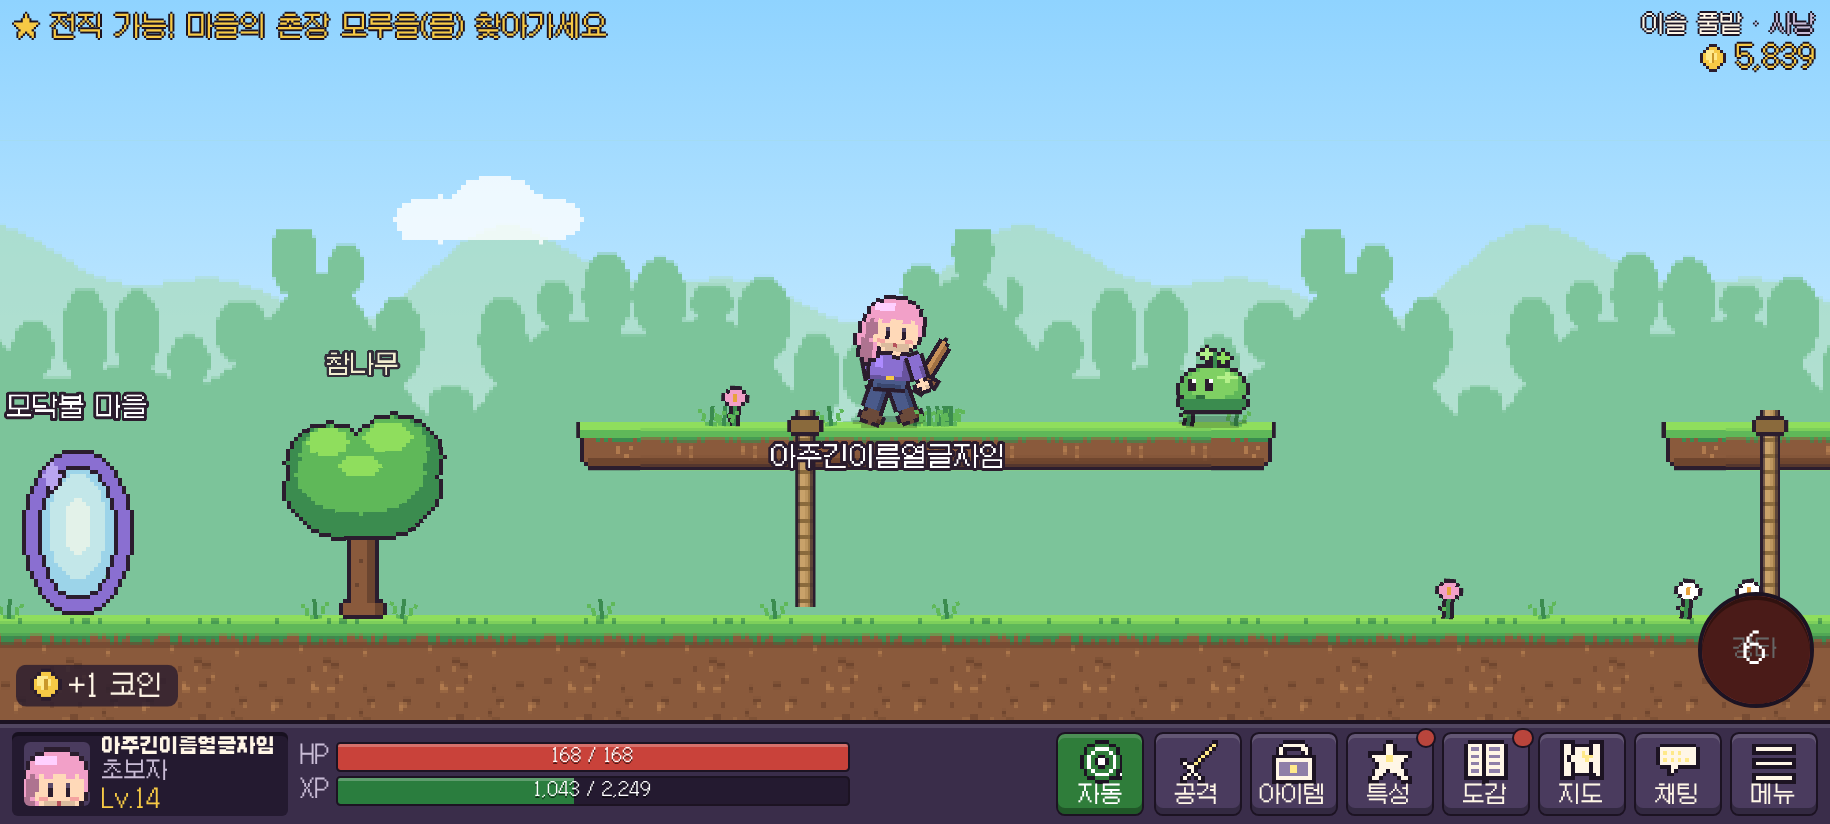 ★ 전직 가능! 마을의 촌장 모루을(를) 찾아가세요
이슬 풀밭 · 사냥
5,839
참나무
모닥불 마을
아주긴이름열글자임
6
+1 코인
아주긴이름열글자임
초보자
Lv.14
HP 168 / 168
XP 1,043 / 2,249
자동 공격 아이템 특성 도감 지도 채팅 메뉴